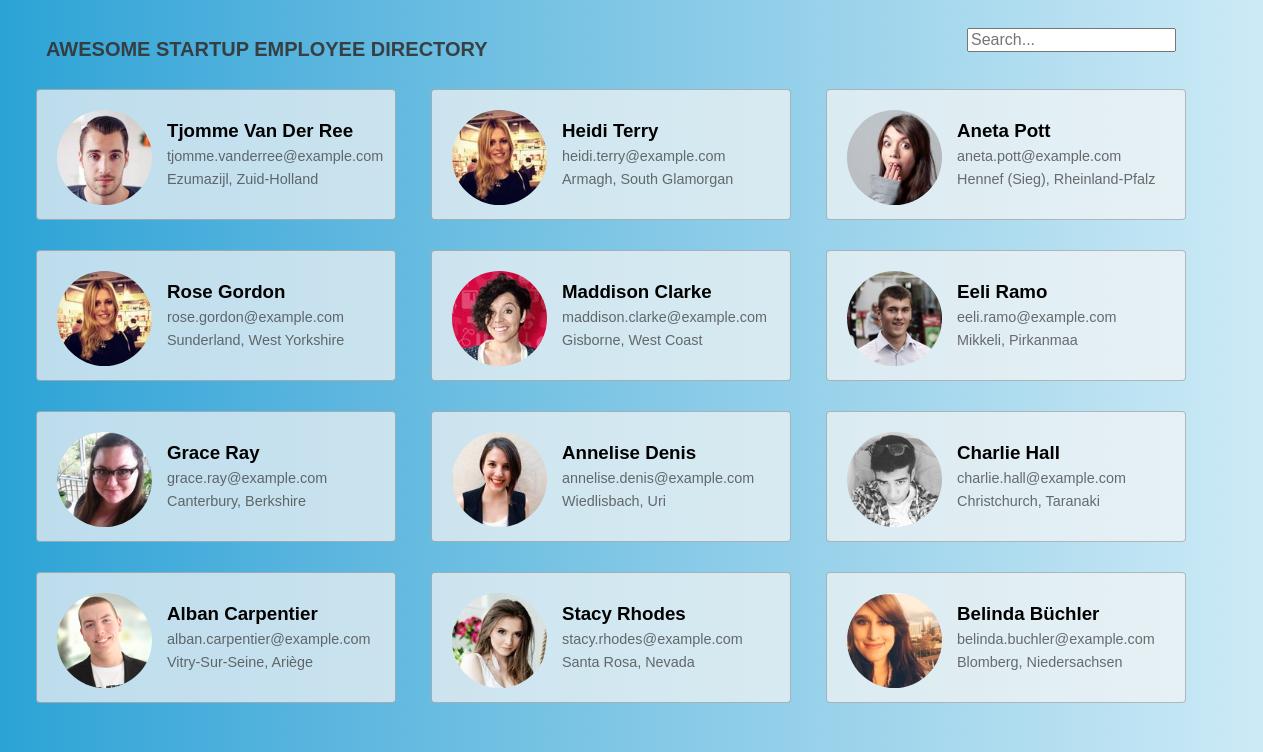 AWESOME STARTUP EMPLOYEE DIRECTORY
Search...
Tjomme Van Der Ree
tjomme.vanderree@example.com
Ezumazijl, Zuid-Holland
Heidi Terry
heidi.terry@example.com
Armagh, South Glamorgan
Aneta Pott
aneta.pott@example.com
Hennef (Sieg), Rheinland-Pfalz
Rose Gordon
rose.gordon@example.com
Sunderland, West Yorkshire
Maddison Clarke
maddison.clarke@example.com
Gisborne, West Coast
Eeli Ramo
eeli.ramo@example.com
Mikkeli, Pirkanmaa
Grace Ray
grace.ray@example.com
Canterbury, Berkshire
Annelise Denis
annelise.denis@example.com
Wiedlisbach, Uri
Charlie Hall
charlie.hall@example.com
Christchurch, Taranaki
Alban Carpentier
alban.carpentier@example.com
Vitry-Sur-Seine, Ariège
Stacy Rhodes
stacy.rhodes@example.com
Santa Rosa, Nevada
Belinda Büchler
belinda.buchler@example.com
Blomberg, Niedersachsen